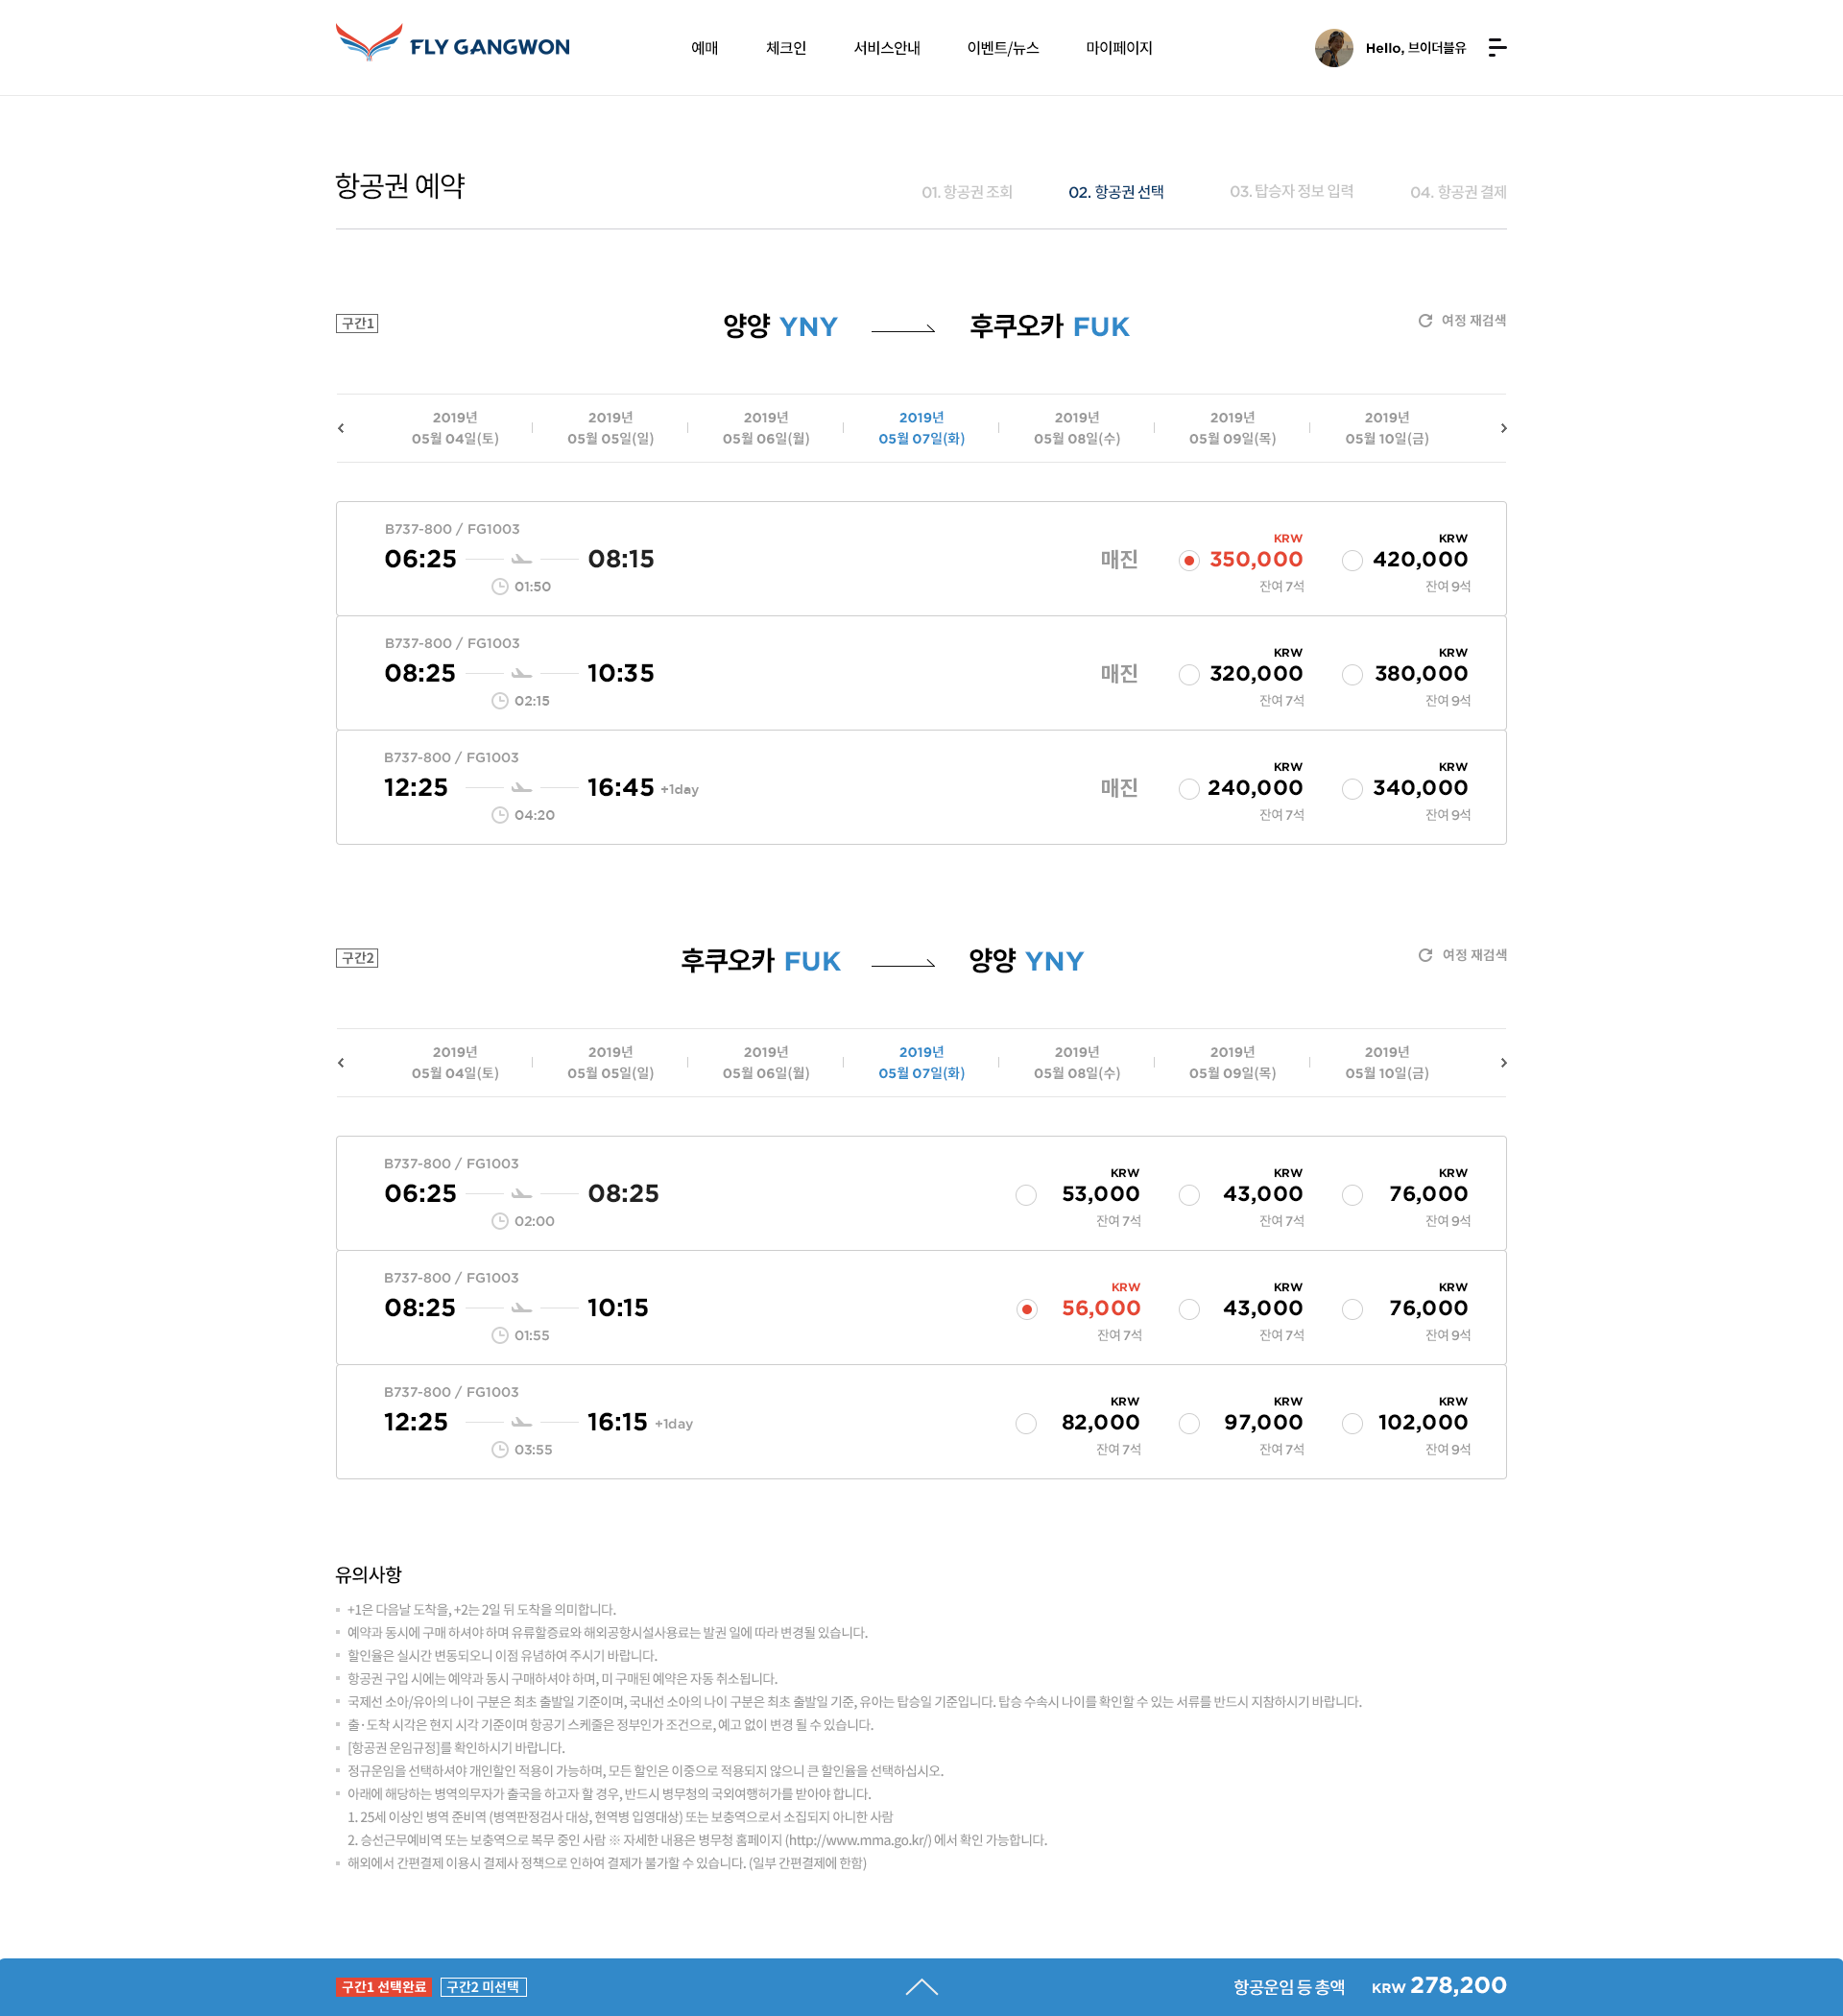 FLY GANGWON
예매 체크인 서비스안내 이벤트/뉴스 마이페이지
Hello, 브이더블유
항공권 예약
01. 항공권 조회 02. 항공권 선택 03. 탑승자 정보 입력 04. 항공권 결제
구간1
양양 YNY 후쿠오카 FUK
여정 재검색
2019년 2019년 2019년 2019년 2019년 2019년 2019년
05월 04일(토) 05월 05일(일) 05월 06일(월) 05월 07일(화) 05월 08일(수) 05월 09일(목) 05월 10일(금)
B737-800 / FG1003
KRW KRW
06:25 08:15 매진 350,000 420,000
01:50 잔여 7석 잔여 9석
B737-800 / FG1003
KRW KRW
08:25 10:35 매진 320,000 380,000
02:15 잔여 7석 잔여 9석
B737-800 / FG1003
KRW KRW
12:25 16:45 +1day 매진 240,000 340,000
04:20 잔여 7석 잔여 9석
구간2
후쿠오카 FUK 양양 YNY
여정 재검색
2019년 2019년 2019년 2019년 2019년 2019년 2019년
05월 04일(토) 05월 05일(일) 05월 06일(월) 05월 07일(화) 05월 08일(수) 05월 09일(목) 05월 10일(금)
B737-800 / FG1003
KRW KRW KRW
06:25 08:25 53,000 43,000 76,000
02:00 잔여 7석 잔여 7석 잔여 9석
B737-800 / FG1003
KRW KRW KRW
08:25 10:15 56,000 43,000 76,000
01:55 잔여 7석 잔여 7석 잔여 9석
B737-800 / FG1003
KRW KRW KRW
12:25 16:15 +1day 82,000 97,000 102,000
03:55 잔여 7석 잔여 7석 잔여 9석
유의사항
+1은 다음날 도착을, +2는 2일 뒤 도착을 의미합니다.
예약과 동시에 구매 하셔야 하며 유류할증료와 해외공항시설사용료는 발권 일에 따라 변경될 있습니다.
할인율은 실시간 변동되오니 이점 유념하여 주시기 바랍니다.
항공권 구입 시에는 예약과 동시 구매하셔야 하며, 미 구매된 예약은 자동 취소됩니다.
국제선 소아/유아의 나이 구분은 최초 출발일 기준이며, 국내선 소아의 나이 구분은 최초 출발일 기준, 유아는 탑승일 기준입니다. 탑승 수속시 나이를 확인할 수 있는 서류를 반드시 지참하시기 바랍니다.
출·도착 시각은 현지 시각 기준이며 항공기 스케줄은 정부인가 조건으로, 예고 없이 변경 될 수 있습니다.
[항공권 운임규정]를 확인하시기 바랍니다.
정규운임을 선택하셔야 개인할인 적용이 가능하며, 모든 할인은 이중으로 적용되지 않으니 큰 할인율을 선택하십시오.
아래에 해당하는 병역의무자가 출국을 하고자 할 경우, 반드시 병무청의 국외여행허가를 받아야 합니다.
1. 25세 이상인 병역 준비역 (병역판정검사 대상, 현역병 입영대상) 또는 보충역으로서 소집되지 아니한 사람
2. 승선근무예비역 또는 보충역으로 복무 중인 사람 ※ 자세한 내용은 병무청 홈페이지 (http://www.mma.go.kr/) 에서 확인 가능합니다.
해외에서 간편결제 이용시 결제사 정책으로 인하여 결제가 불가할 수 있습니다. (일부 간편결제에 한함)
구간1 선택완료 구간2 미선택 항공운임 등 총액 KRW 278,200